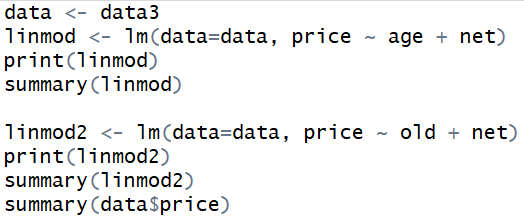 data <- data3
linmod <- lm(data=data, price ~ age + net)
print(linmod)
summary(linmod)
linmod2 <- lm(data=data, price ~ old + net)
print(linmod2)
summary(linmod2)
summary(data$price)